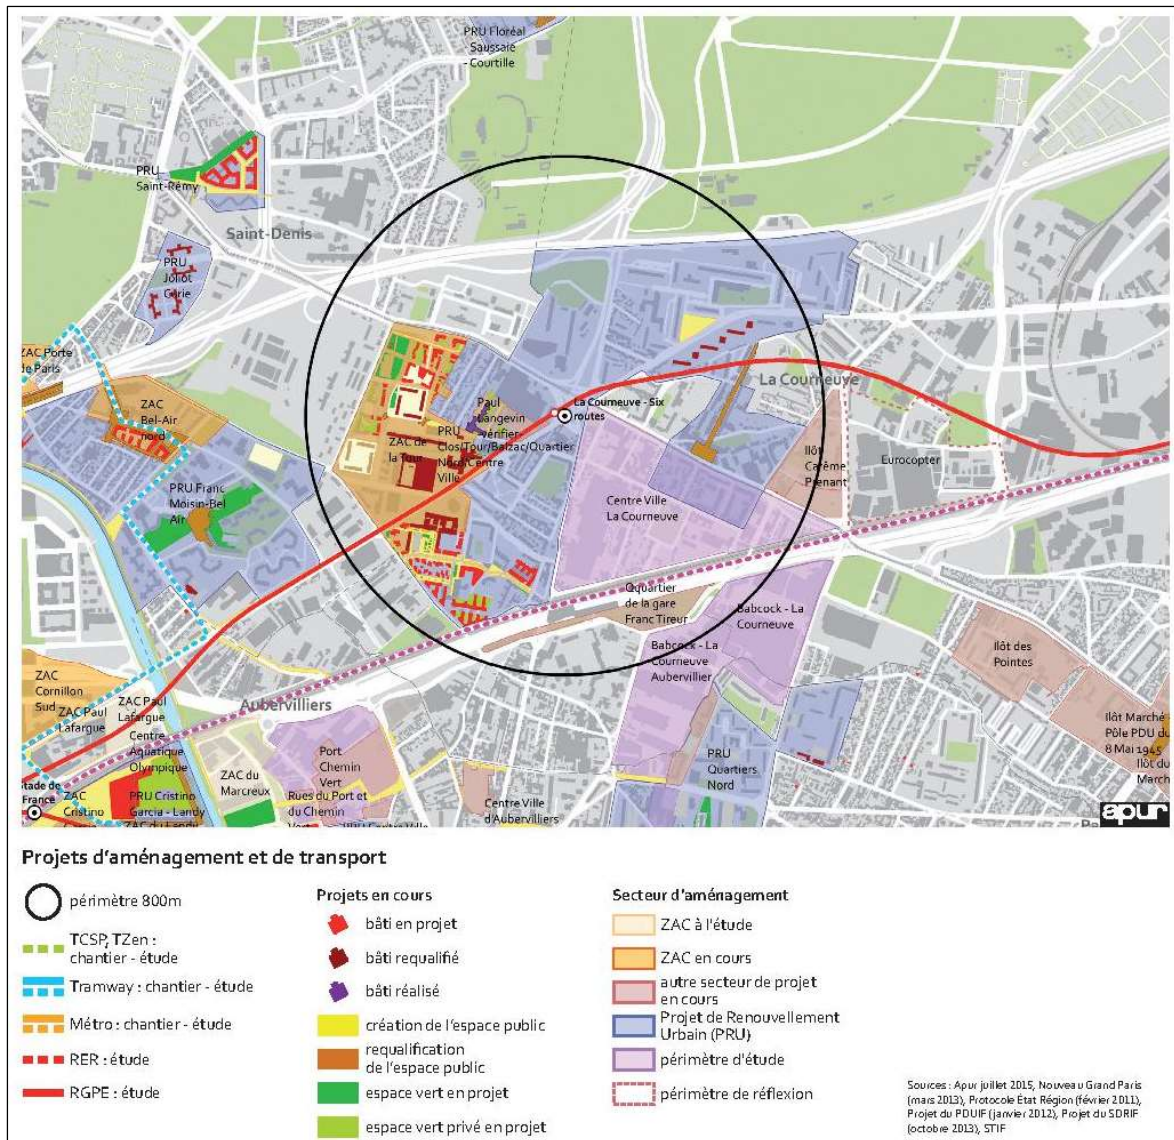 PRU Floréal
Saussaie
- Courtille
PRU
Saint-Rémy
Saint-Denis
PRU
Joliot
Curie
ZAC Porte
de Paris
ZAC
Bel-Air
nord
PRU Franc
Moisin-Bel
Air
Paul
Langevin
vérifier
ZAC de
la Tour
PRU
Clos/Tour/Balzac/Quartier
Nord/Centre
Ville
La Courneuve - Six
routes
La Courneuve
Ilôt
Carême
Prenant
Eurocopter
Centre Ville
La Courneuve
Qquartier
de la gare
Franc Tireur
Babcock - La
Courneuve
Babcock - La
Courneuve
Aubervillier
Ilôt des
Pointes
Ilôt Marché
Pôle PDU du
8 Mai 1945
Ilôt du
March
ZAC
Cornillon
Sud
ZAC Paul
Lafargue
ZAC Paul
Lafargue
Centre
Aquatique
Olympique
Aubervilliers
ZAC du
Marcreux
Port
Chemin
Vert
Rues du Port et
du Chemin
Vert
Centre Ville
d'Aubervilliers
PRU
Quartiers
Nord
Stade de
France
ZAC
Cristino
PRU Cristino
Garcia - Landy
ZAC du Landy
apur
Projets d'aménagement et de transport
périmètre 800m
TCSP, TZen :
chantier - étude
Tramway : chantier - étude
Métro : chantier - étude
RER : étude
RGPE : étude
Projets en cours
bâti en projet
bâti requalifié
bâti réalisé
création de l'espace public
requalification
de l'espace public
espace vert en projet
espace vert privé en projet
Secteur d'aménagement
ZAC à l'étude
ZAC en cours
autre secteur de projet
en cours
Projet de Renouvellement
Urbain (PRU)
périmètre d'étude
périmètre de réflexion
Sources : Apur juillet 2015, Nouveau Grand Paris
(mars 2013), Protocole État Région (février 2011),
Projet du PDUIF (janvier 2012), Projet du SDRIF
(octobre 2013), STIF